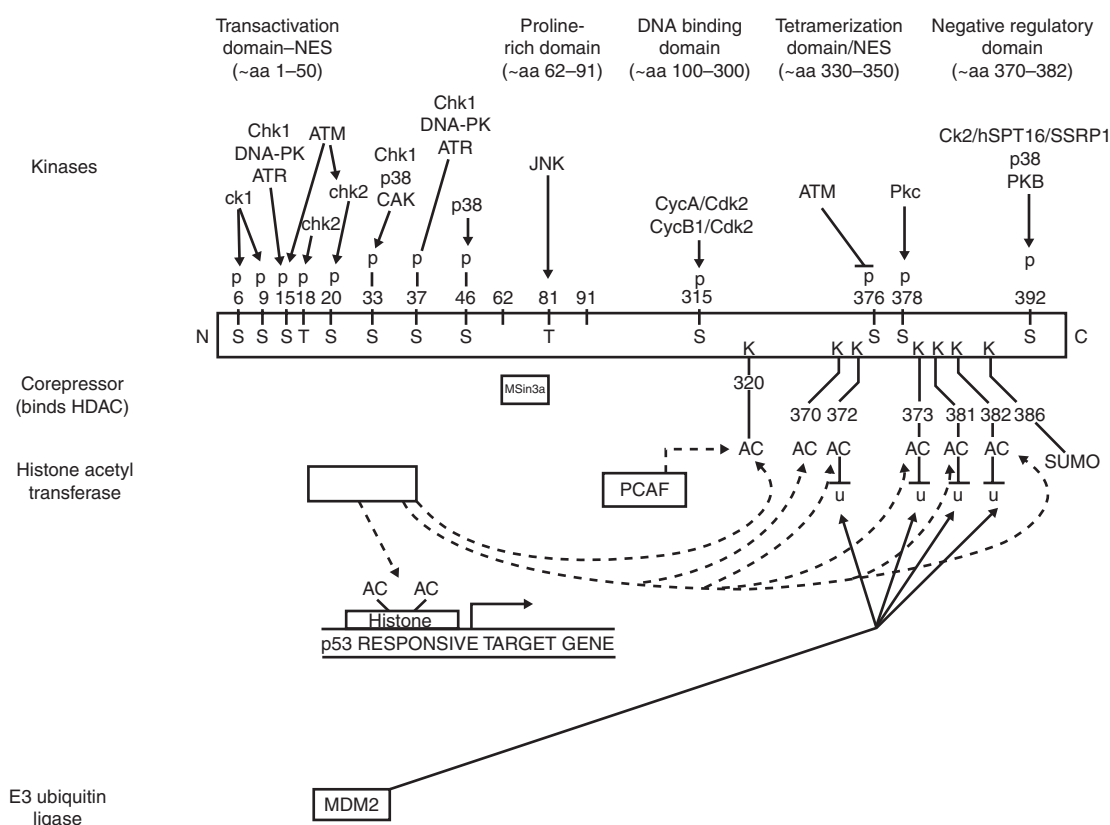 Transactivation
domain–NES
(~aa 1–50)
Proline-
rich domain
(~aa 62–91)
DNA binding
domain
(~aa 100–300)
Tetramerization
domain/NES
(~aa 330–350)
Negative regulatory
domain
(~aa 370–382)
Kinases
ck1
Chk1
DNA-PK
ATR
ATM
chk2
chk2
Chk1
p38
CAK
Chk1
DNA-PK
ATR
p38
JNK
CycA/Cdk2
CycB1/Cdk2
ATM
Pkc
Ck2/hSPT16/SSRP1
p38
PKB
p p p p p p p p p p p p
6 9 15 18 20 33 37 46 62 81 91 315 376 378 392
N S S S T S S S S T S S S S C
K K K K K K K
Corepressor
(binds HDAC)
MSin3a
320
370 372 373 381 382 386
Histone acetyl
transferase
PCAF
AC AC AC AC AC AC SUMO
u u u u
AC AC
Histone
p53 RESPONSIVE TARGET GENE
E3 ubiquitin
ligase
MDM2